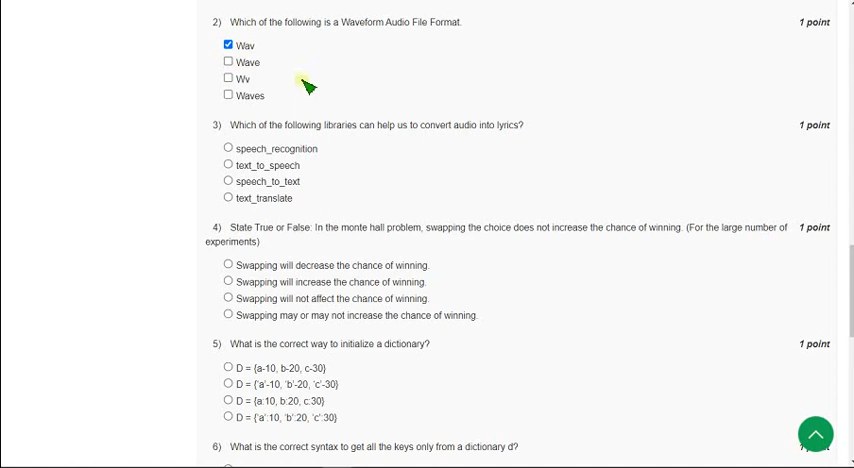 2) Which of the following is a Waveform Audio File Format. 1 point
Wav
Wave
Wv
Waves
3) Which of the following libraries can help us to convert audio into lyrics? 1 point
speech_recognition
text_to_speech
speech_to_text
text_translate
4) State True or False: In the monte hall problem, swapping the choice does not increase the chance of winning. (For the large number of 1 point
experiments)
Swapping will decrease the chance of winning.
Swapping will increase the chance of winning.
Swapping will not affect the chance of winning.
Swapping may or may not increase the chance of winning.
5) What is the correct way to initialize a dictionary? 1 point
D = {a-10, b-20, c-30}
D = {'a'-10, 'b'-20, 'c'-30}
D = {a:10, b:20, c:30}
D = {'a':10, 'b':20, 'c':30}
6) What is the correct syntax to get all the keys only from a dictionary d?